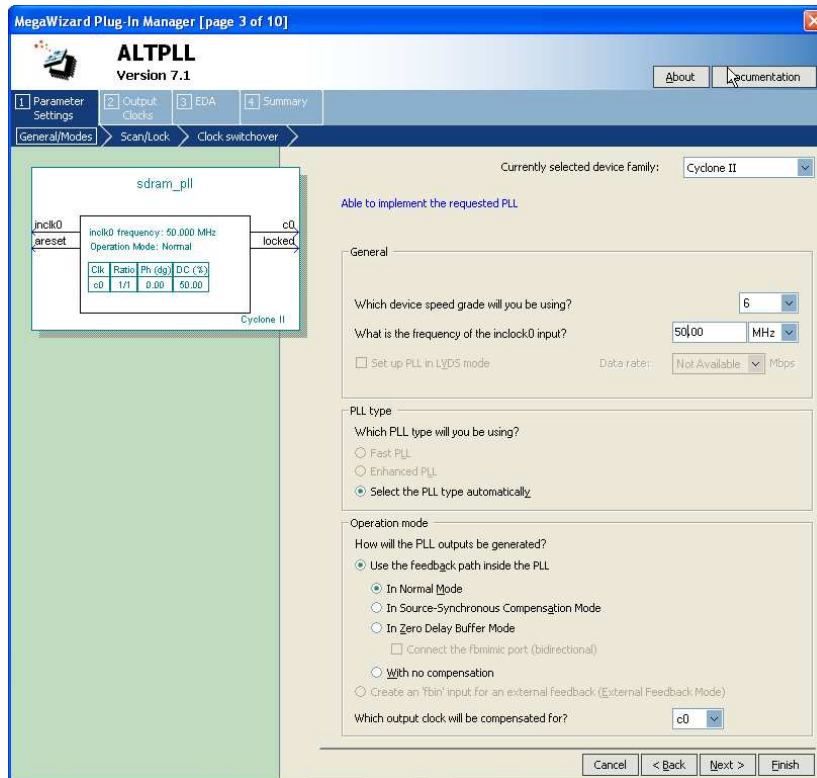 MegaWizard Plug-In Manager [page 3 of 10]
ALTPLL
Version 7.1
About
Documentation
1 Parameter Settings
2 Output Clocks
3 EDA
4 Summary
General/Modes
Scan/Lock
Clock switchover
sdram_pll
inclk0
areset
inclk0 frequency: 50.000 MHz
Operation Mode: Normal
Clk Ratio Ph (dg) DC (%)
c0 1/1 0.00 50.00
c0
locked
Cyclone II
Currently selected device family: Cyclone II
Able to implement the requested PLL
General
Which device speed grade will you be using? 6
What is the frequency of the inclock0 input? 50.00 MHz
Set up PLL in LVDS mode Data rate: Not Available Mbps
PLL type
Which PLL type will you be using?
Fast PLL
Enhanced PLL
Select the PLL type automatically
Operation mode
How will the PLL outputs be generated?
Use the feedback path inside the PLL
In Normal Mode
In Source-Synchronous Compensation Mode
In Zero Delay Buffer Mode
Connect the fbmimic port (bidirectional)
With no compensation
Create an 'fbin' input for an external feedback (External Feedback Mode)
Which output clock will be compensated for? c0
Cancel
< Back
Next >
Finish